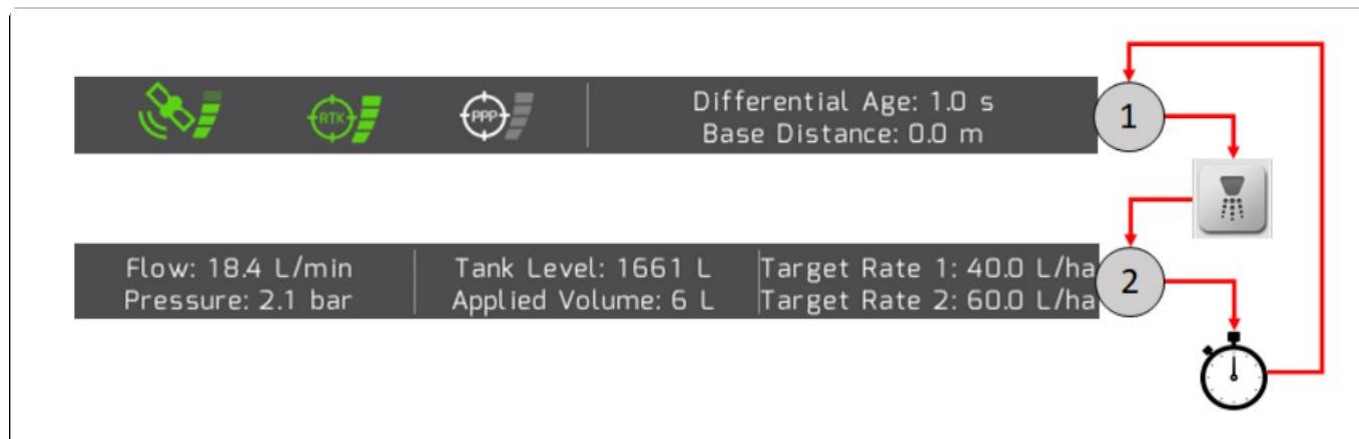 RTK
PPP
Differential Age: 1.0 s
Base Distance: 0.0 m
1
Flow: 18.4 L/min
Pressure: 2.1 bar
Tank Level: 1661 L
Applied Volume: 6 L
Target Rate 1: 40.0 L/ha
Target Rate 2: 60.0 L/ha
2